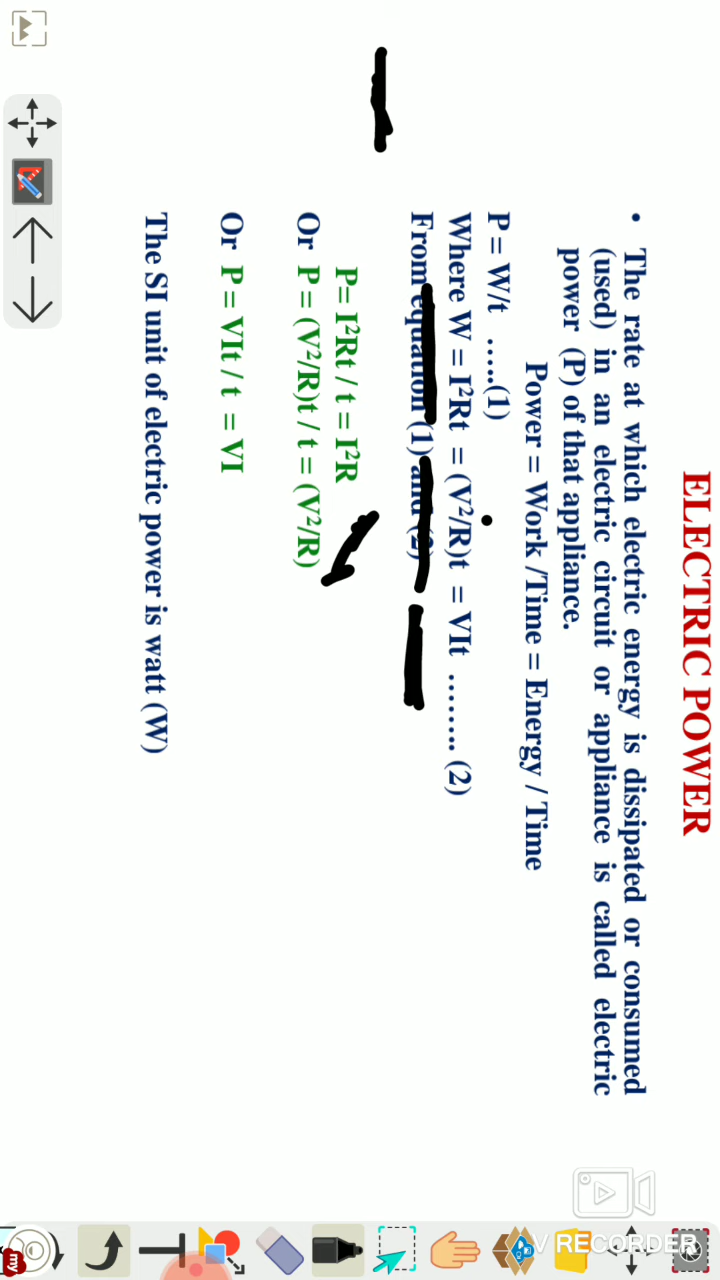 ELECTRIC POWER
• The rate at which electric energy is dissipated or consumed
(used) in an electric circuit or appliance is called electric
power (P) of that appliance.
Power = Work /Time = Energy / Time
P = W/t …..(1)
Where W = I²Rt = (V²/R)t = VIt …….. (2)
From equation (1) and (2)
P= I²Rt / t = I²R
Or P = (V²/R)t / t = (V²/R)
Or P = VIt / t = VI
The SI unit of electric power is watt (W)
V RECORDER
my